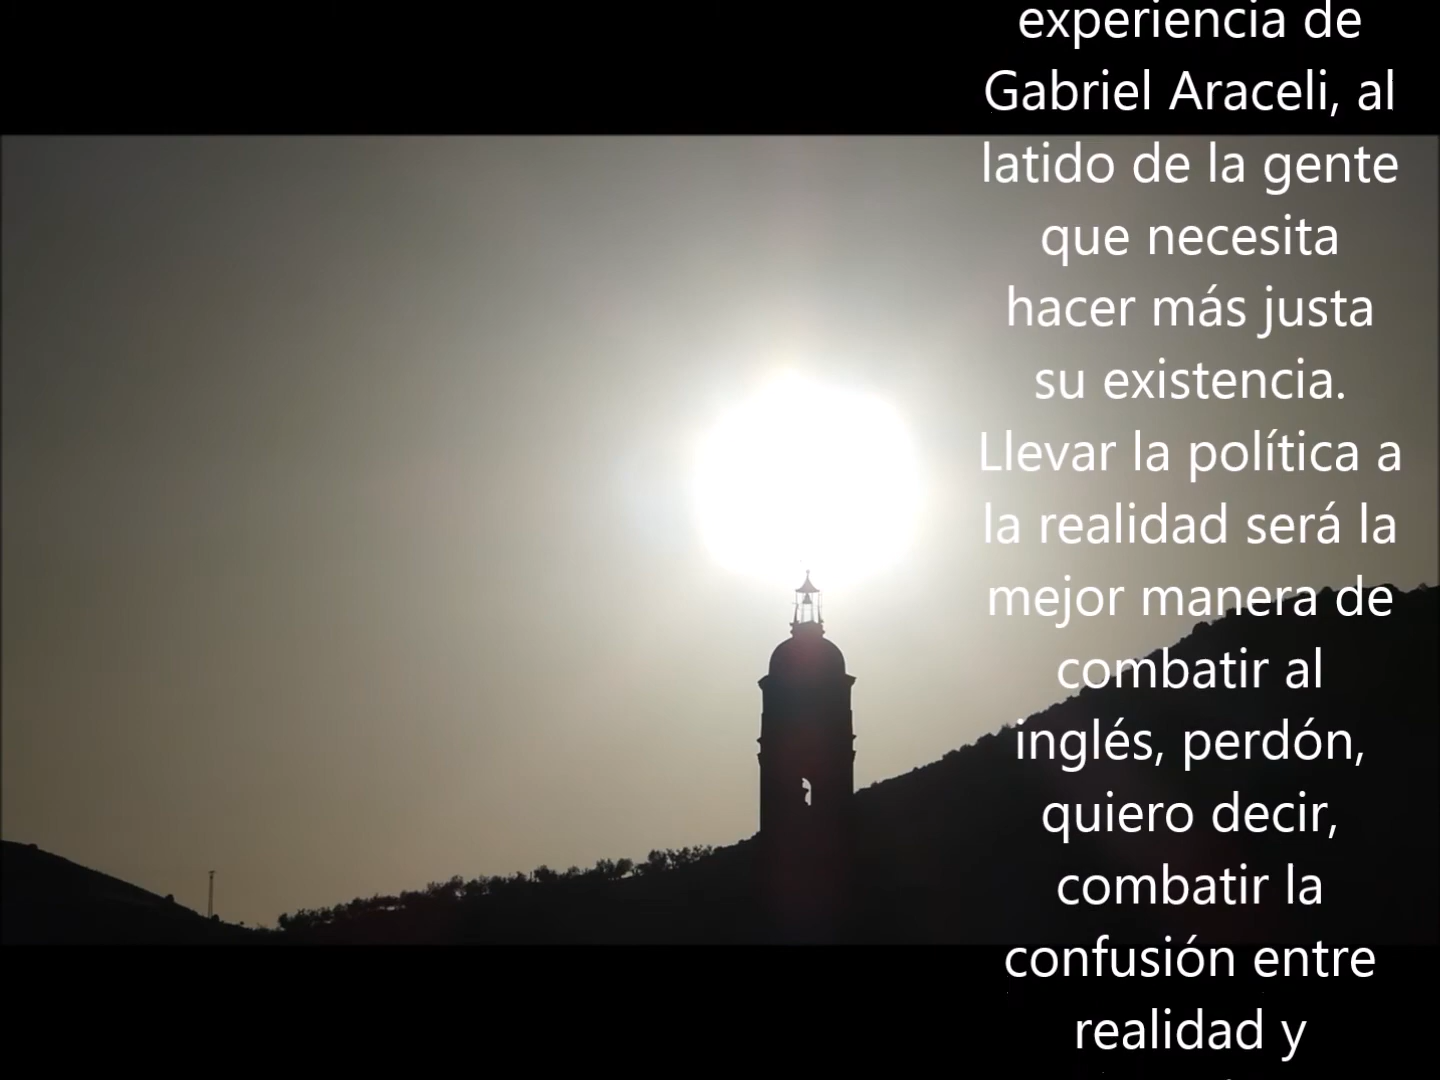 experiencia de
Gabriel Araceli, al
latido de la gente
que necesita
hacer más justa
su existencia.
Llevar la política a
la realidad será la
mejor manera de
combatir al
inglés, perdón,
quiero decir,
combatir la
confusión entre
realidad y